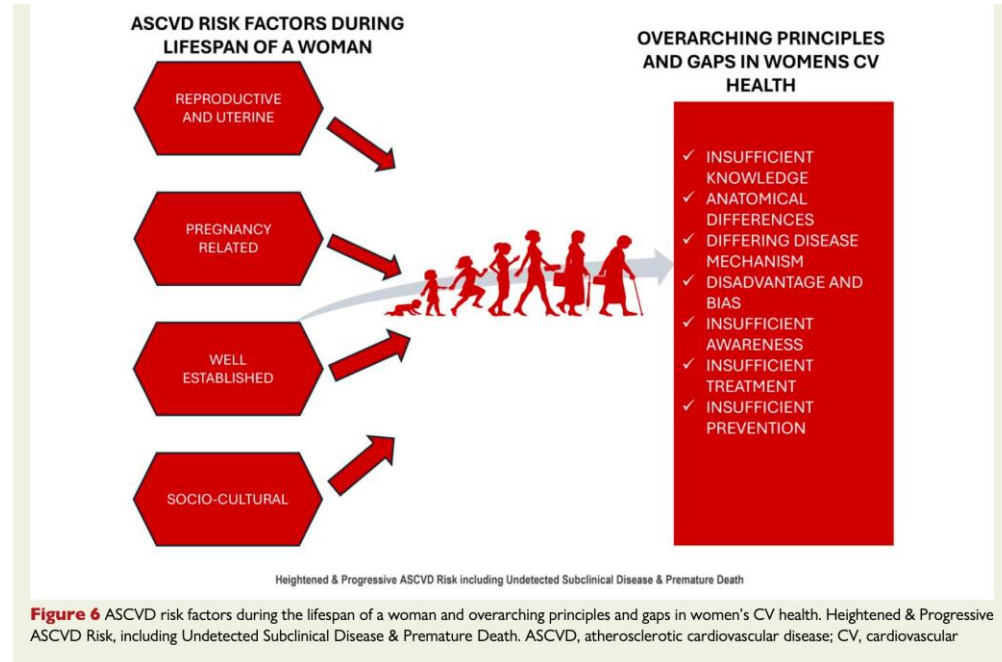 ASCVD RISK FACTORS DURING
LIFESPAN OF A WOMAN
REPRODUCTIVE
AND UTERINE
PREGNANCY
RELATED
WELL
ESTABLISHED
SOCIO-CULTURAL
OVERARCHING PRINCIPLES
AND GAPS IN WOMENS CV
HEALTH
✓ INSUFFICIENT
KNOWLEDGE
✓ ANATOMICAL
DIFFERENCES
✓ DIFFERING DISEASE
MECHANISM
✓ DISADVANTAGE AND
BIAS
✓ INSUFFICIENT
AWARENESS
✓ INSUFFICIENT
TREATMENT
✓ INSUFFICIENT
PREVENTION
Heightened & Progressive ASCVD Risk including Undetected Subclinical Disease & Premature Death
Figure 6 ASCVD risk factors during the lifespan of a woman and overarching principles and gaps in women's CV health. Heightened & Progressive
ASCVD Risk, including Undetected Subclinical Disease & Premature Death. ASCVD, atherosclerotic cardiovascular disease; CV, cardiovascular